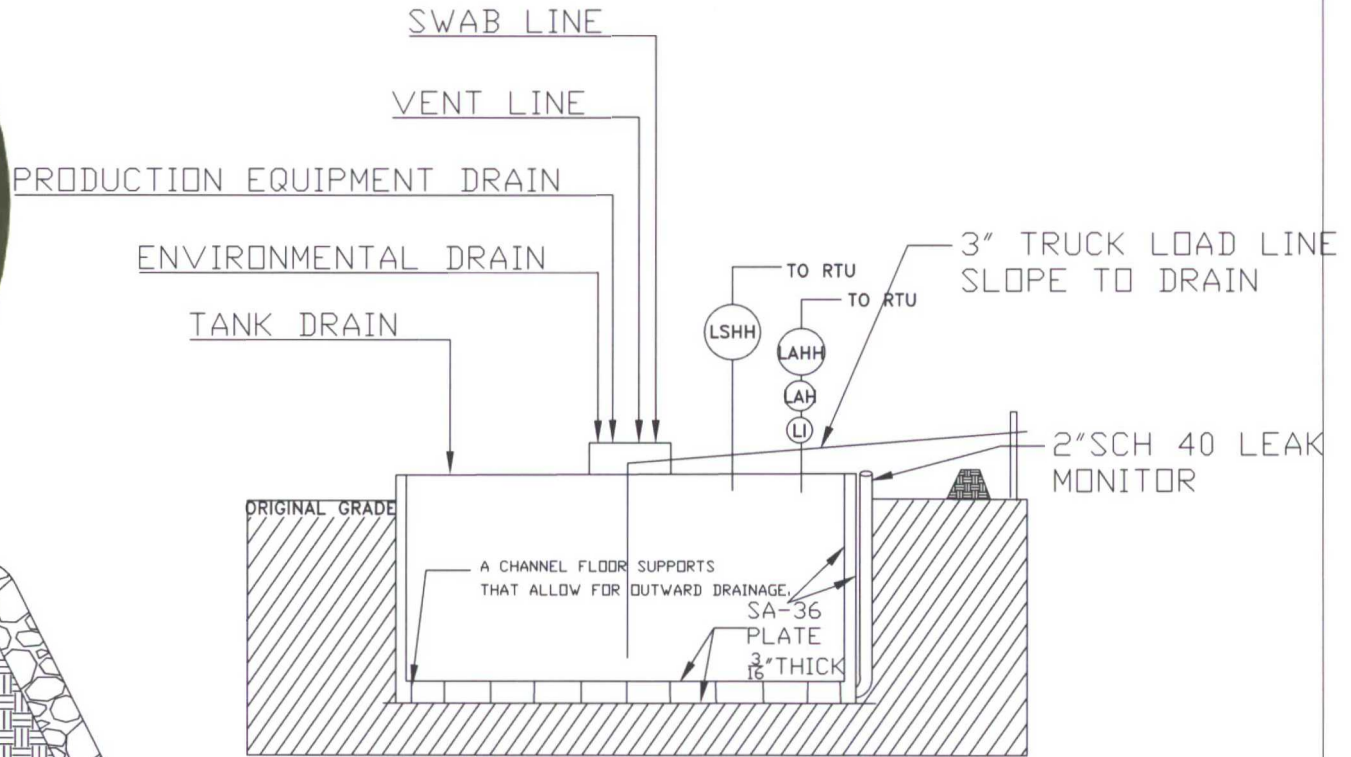 SWAB LINE
VENT LINE
PRODUCTION EQUIPMENT DRAIN
ENVIRONMENTAL DRAIN
TANK DRAIN
TO RTU
TO RTU
3" TRUCK LOAD LINE
SLOPE TO DRAIN
LSHH
LAHH
LAH
LI
2"SCH 40 LEAK
MONITOR
ORIGINAL GRADE
A CHANNEL FLOOR SUPPORTS
THAT ALLOW FOR OUTWARD DRAINAGE,
SA-36
PLATE
3/16"THICK